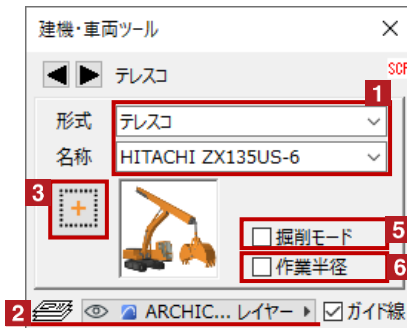 建機・車両ツール
テレスコ
SCR
1
形式 テレスコ
名称 HITACHI ZX135US-6
3
掘削モード 5
作業半径 6
2 ARCHIC... レイヤー ガイド線